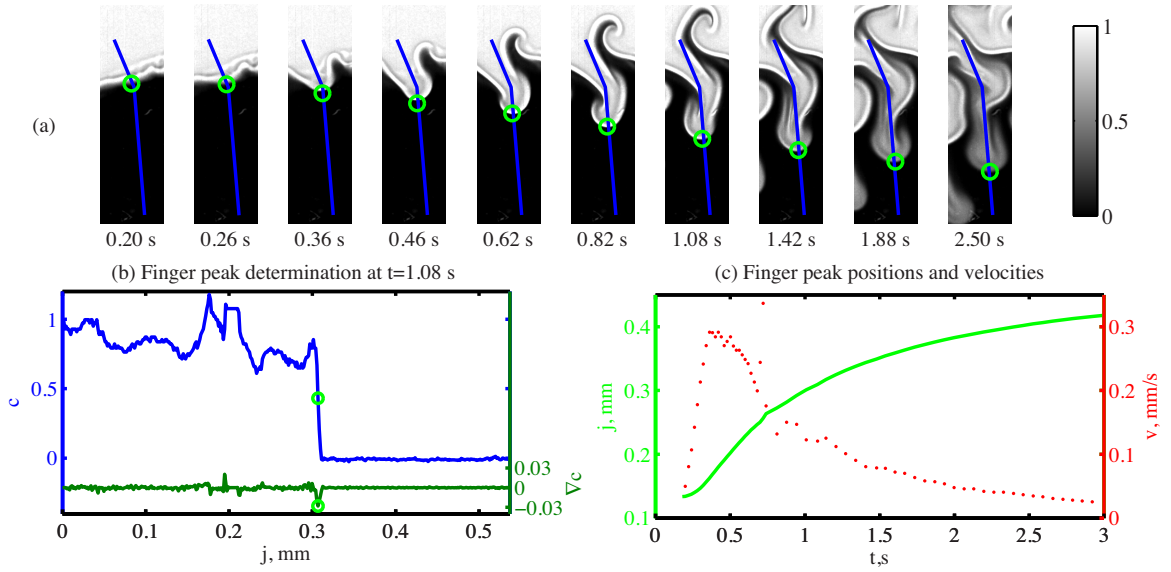 (a)
0.20 s 0.26 s 0.36 s 0.46 s 0.62 s 0.82 s 1.08 s 1.42 s 1.88 s 2.50 s
1
0.5
0
(b) Finger peak determination at t=1.08 s
1
0.5
0
c
0.03
0
−0.03
∇c
0 0.1 0.2 0.3 0.4 0.5
j, mm
(c) Finger peak positions and velocities
0.4
0.3
0.2
0.1
j, mm
0.3
0.2
0.1
0
v, mm/s
0 0.5 1 1.5 2 2.5 3
t,s